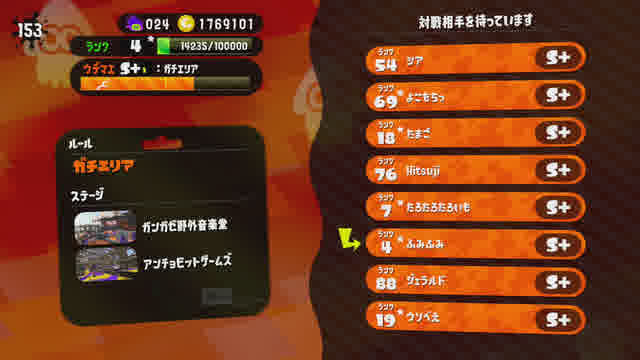 153
024
1769101
ランク 4* 14235/100000
ウデマエ S+ : ガチエリア
ルール
ガチエリア
ステージ
ガンガゼ野外音楽堂
アンチョビットゲームズ
対戦相手を待っています
ランク 54 シア S+
ランク 69* よこもちっ S+
ランク 18* たまご S+
ランク 76 Hitsuji S+
ランク 7* たろたろたろいも S+
ランク 4* ふみふみ S+
ランク 88 ジェラルド S+
ランク 19* ウソべえ S+